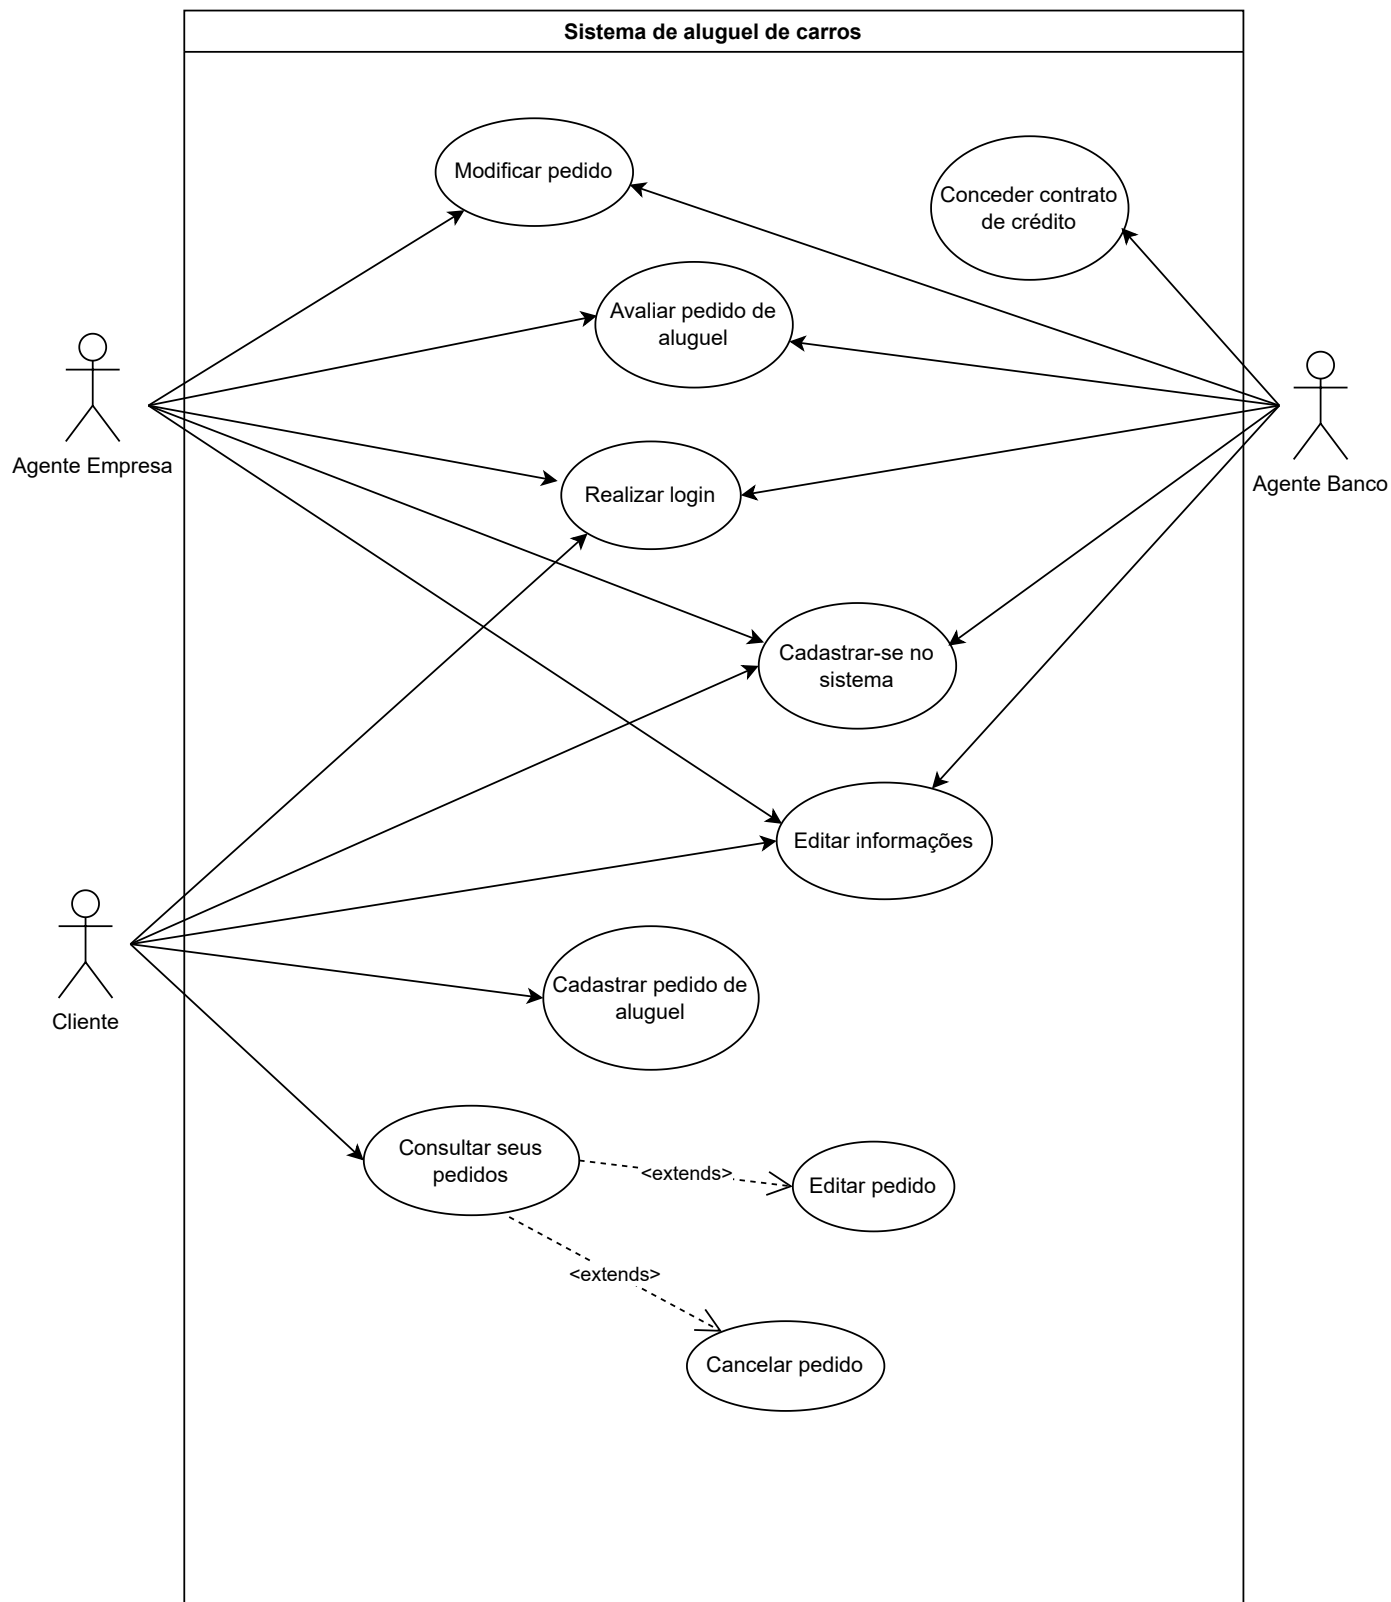 Sistema de aluguel de carros
Modificar pedido
Conceder contrato
de crédito
Avaliar pedido de
aluguel
Agente Empresa
Agente Banco
Realizar login
Cadastrar-se no
sistema
Editar informações
Cliente
Cadastrar pedido de
aluguel
Consultar seus
pedidos
<extends>
Editar pedido
<extends>
Cancelar pedido